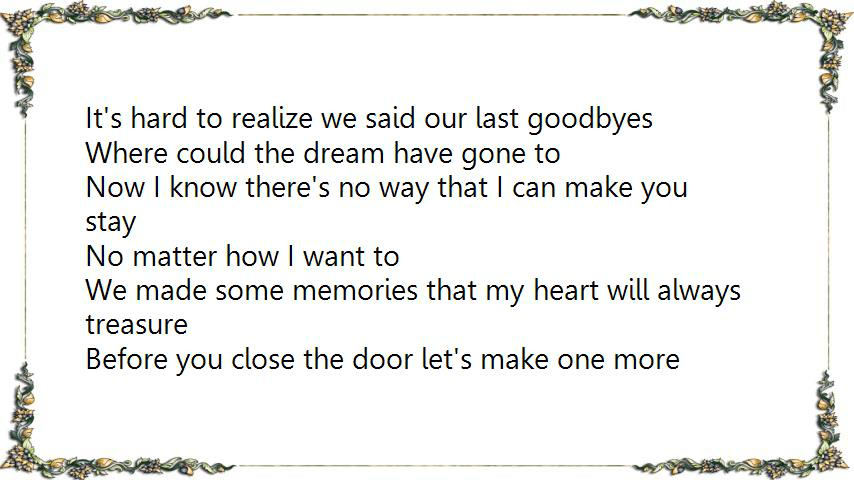 It's hard to realize we said our last goodbyes
Where could the dream have gone to
Now I know there's no way that I can make you
stay
No matter how I want to
We made some memories that my heart will always
treasure
Before you close the door let's make one more